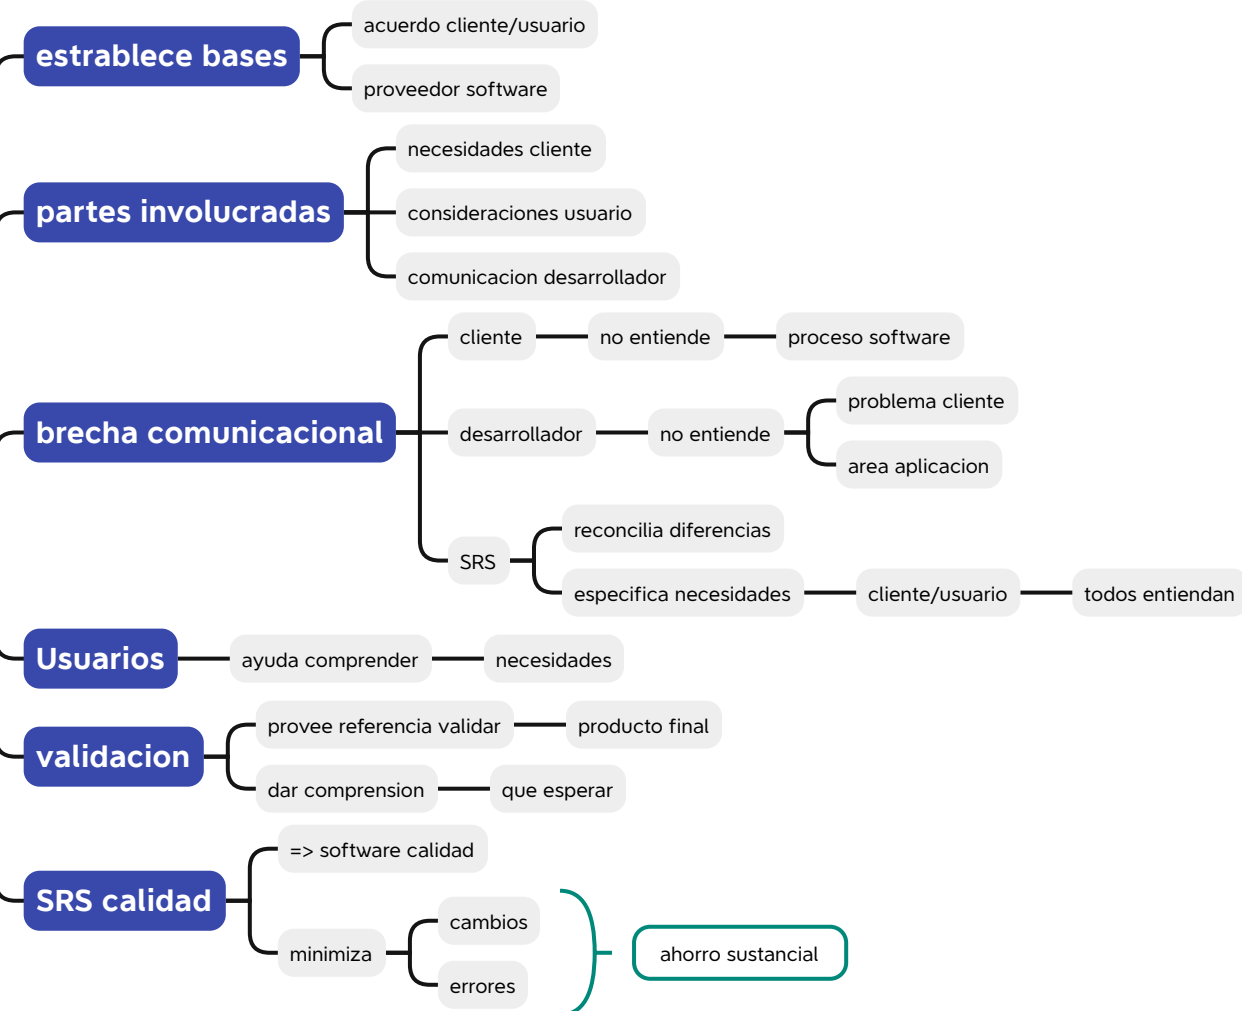 estrablece bases
acuerdo cliente/usuario
proveedor software
partes involucradas
necesidades cliente
consideraciones usuario
comunicacion desarrollador
brecha comunicacional
cliente
no entiende
proceso software
desarrollador
no entiende
problema cliente
area aplicacion
SRS
reconcilia diferencias
especifica necesidades
cliente/usuario
todos entiendan
Usuarios
ayuda comprender
necesidades
validacion
provee referencia validar
producto final
dar comprension
que esperar
SRS calidad
=> software calidad
minimiza
cambios
errores
ahorro sustancial